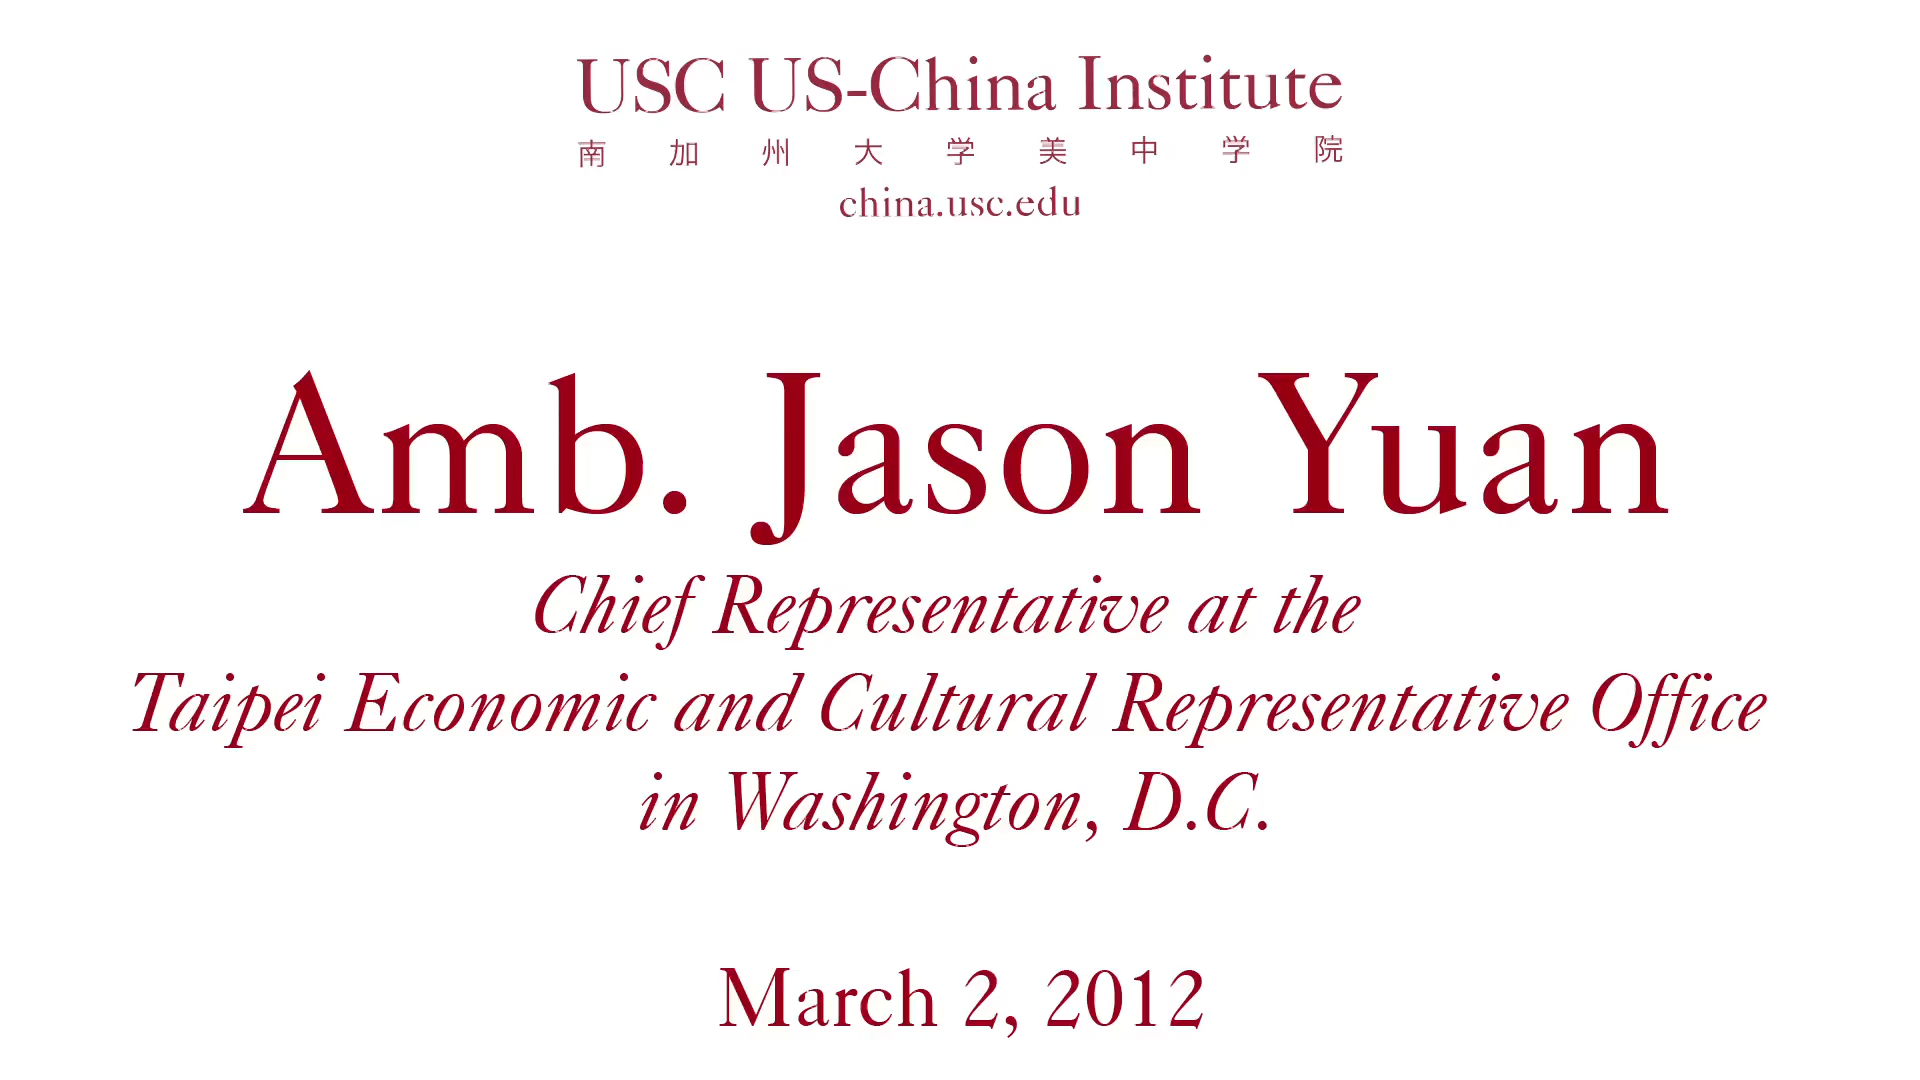 USC US-China Institute
南加州大学美中学院
china.usc.edu
Amb. Jason Yuan
Chief Representative at the
Taipei Economic and Cultural Representative Office
in Washington, D.C.
March 2, 2012